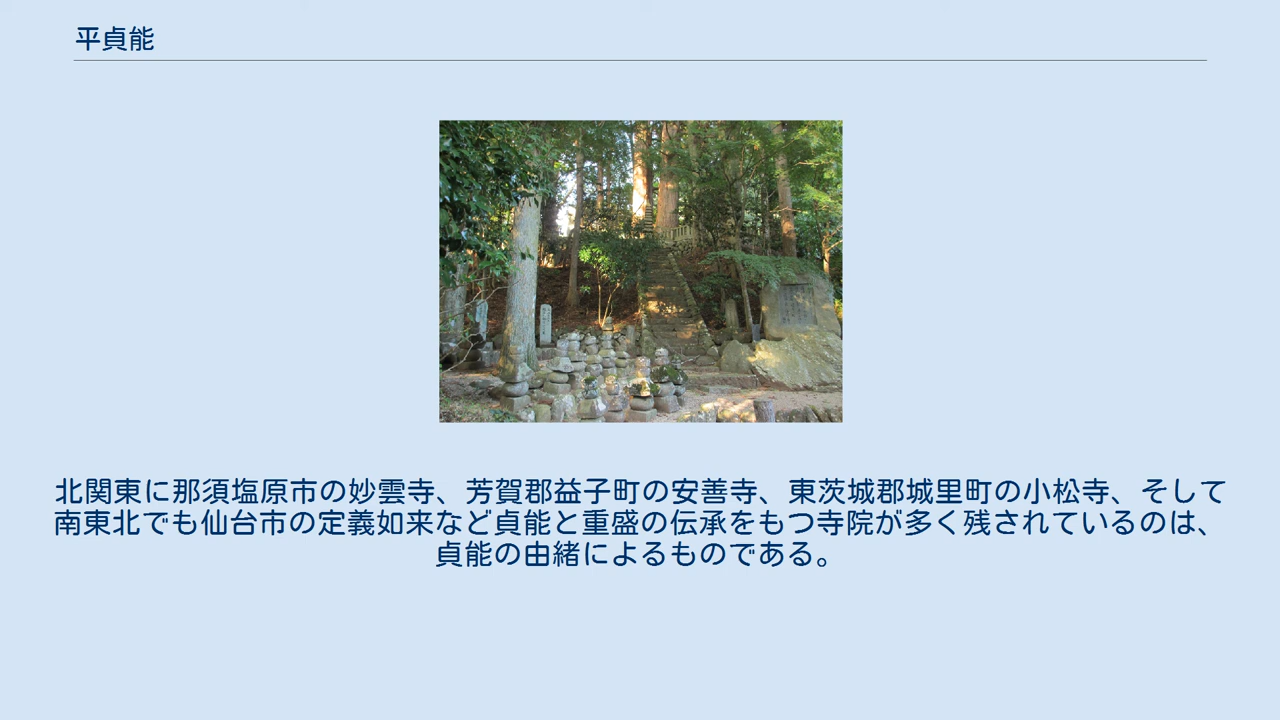 平貞能
北関東に那須塩原市の妙雲寺、芳賀郡益子町の安善寺、東茨城郡城里町の小松寺、そして
南東北でも仙台市の定義如来など貞能と重盛の伝承をもつ寺院が多く残されているのは、
貞能の由緒によるものである。